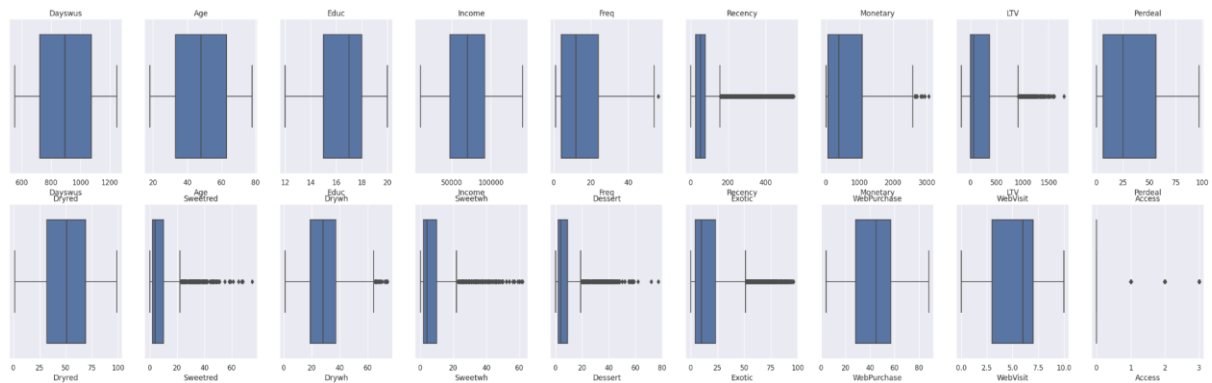 Dayswus Age Educ Income Freq Recency Monetary LTV Perdeal
600 800 1000 1200 20 40 60 80 12 14 16 18 20 50000 100000 0 20 40 0 200 400 0 1000 2000 3000 0 500 1000 1500 0 25 50 75 100
Dayswus Age Educ Income Freq Recency Monetary LTV Perdeal
Dryred Sweetred Drywh Sweetwh Dessert Exotic WebPurchase WebVisit Access
0 25 50 75 100 0 20 40 60 0 20 40 60 0 20 40 60 0 20 40 60 80 0 25 50 75 100 20 40 60 80 0.0 2.5 5.0 7.5 10.0 0 1 2 3
Dryred Sweetred Drywh Sweetwh Dessert Exotic WebPurchase WebVisit Access